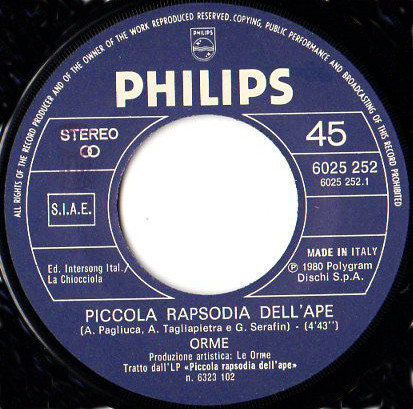 ALL RIGHTS OF THE RECORD PRODUCER AND OF THE OWNER OF THE WORK REPRODUCED RESERVED. COPYING, PUBLIC PERFORMANCE AND BROADCASTING OF THIS RECORD PROHIBITED
PHILIPS
PHILIPS
STEREO
45
6025 252
6025 252.1
S.I.A.E.
MADE IN ITALY
Ed. Intersong Ital./
La Chiocciola
℗ 1980 Polygram
Dischi S.p.A.
PICCOLA RAPSODIA DELL'APE
(A. Pagliuca, A. Tagliapietra e G. Serafin) - (4'43'')
ORME
Produzione artistica: Le Orme
Tratto dall'LP «Piccola rapsodia dell'ape»
n. 6323 102